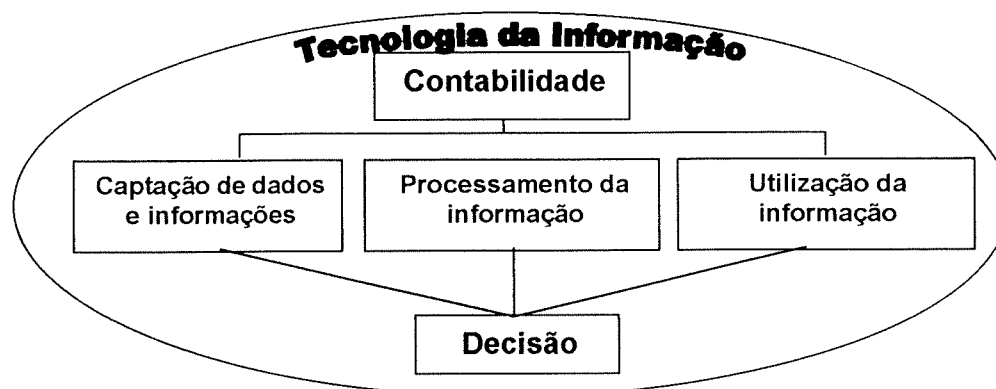 Tecnologia da Informação
Contabilidade
Captação de dados
e informações
Processamento da
informação
Utilização da
informação
Decisão